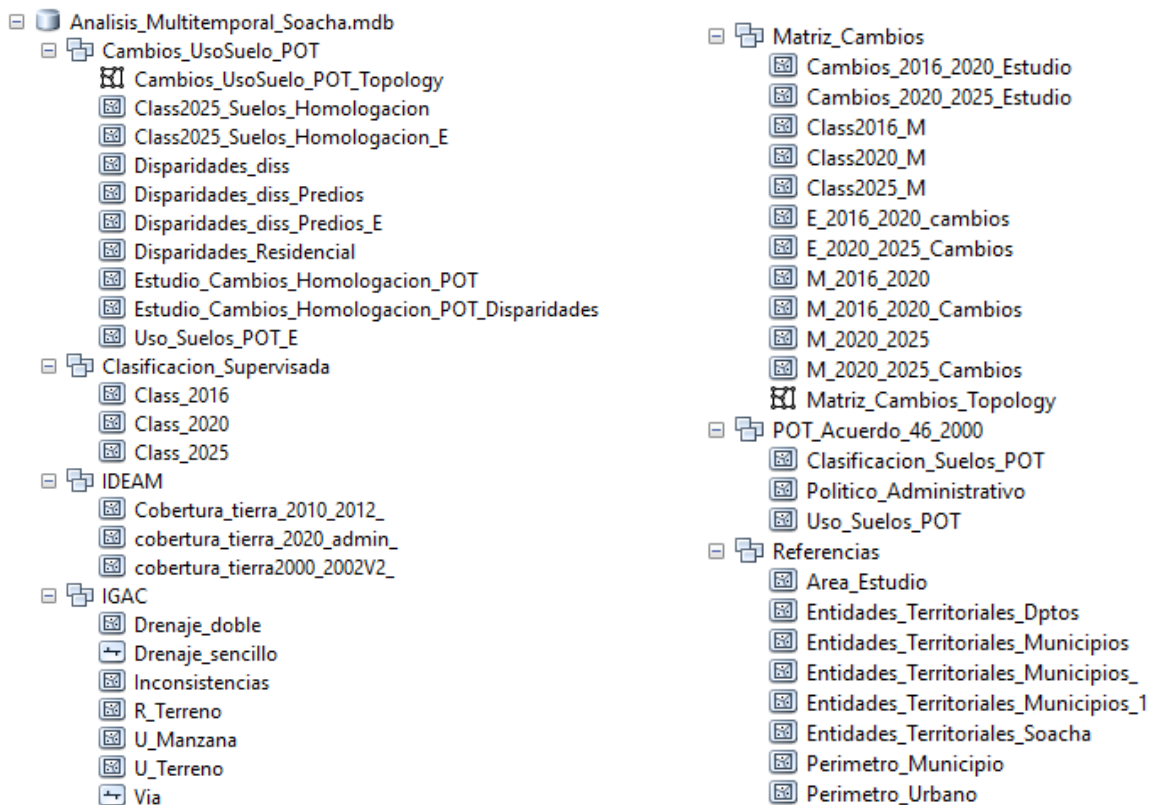 Analisis_Multitemporal_Soacha.mdb
Cambios_UsoSuelo_POT
Cambios_UsoSuelo_POT_Topology
Class2025_Suelos_Homologacion
Class2025_Suelos_Homologacion_E
Disparidades_diss
Disparidades_diss_Predios
Disparidades_diss_Predios_E
Disparidades_Residencial
Estudio_Cambios_Homologacion_POT
Estudio_Cambios_Homologacion_POT_Disparidades
Uso_Suelos_POT_E
Clasificacion_Supervisada
Class_2016
Class_2020
Class_2025
IDEAM
Cobertura_tierra_2010_2012_
cobertura_tierra_2020_admin_
cobertura_tierra2000_2002V2_
IGAC
Drenaje_doble
Drenaje_sencillo
Inconsistencias
R_Terreno
U_Manzana
U_Terreno
Via
Matriz_Cambios
Cambios_2016_2020_Estudio
Cambios_2020_2025_Estudio
Class2016_M
Class2020_M
Class2025_M
E_2016_2020_cambios
E_2020_2025_Cambios
M_2016_2020
M_2016_2020_Cambios
M_2020_2025
M_2020_2025_Cambios
Matriz_Cambios_Topology
POT_Acuerdo_46_2000
Clasificacion_Suelos_POT
Politico_Administrativo
Uso_Suelos_POT
Referencias
Area_Estudio
Entidades_Territoriales_Dptos
Entidades_Territoriales_Municipios
Entidades_Territoriales_Municipios_
Entidades_Territoriales_Municipios_1
Entidades_Territoriales_Soacha
Perimetro_Municipio
Perimetro_Urbano